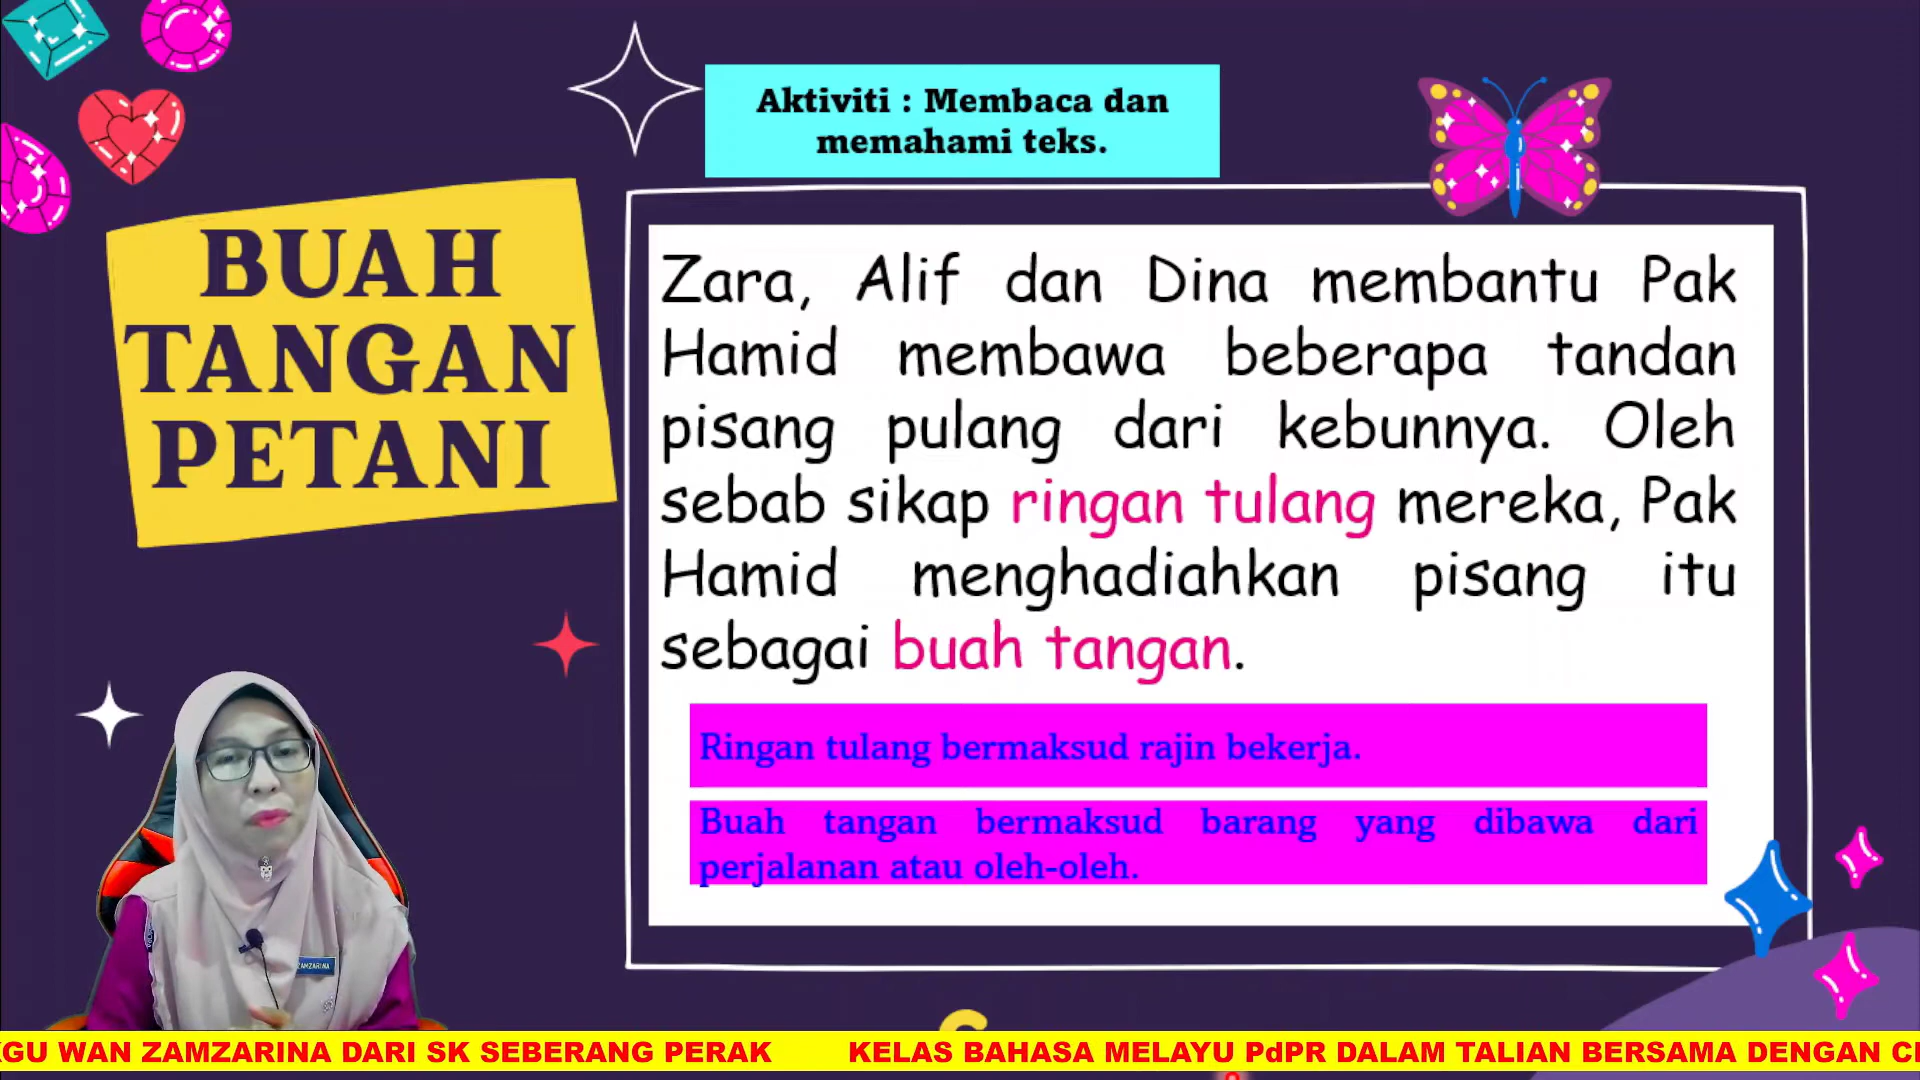 Aktiviti : Membaca dan
memahami teks.
BUAH
TANGAN
PETANI
Zara, Alif dan Dina membantu Pak
Hamid membawa beberapa tandan
pisang pulang dari kebunnya. Oleh
sebab sikap ringan tulang mereka, Pak
Hamid menghadiahkan pisang itu
sebagai buah tangan.
Ringan tulang bermaksud rajin bekerja.
Buah tangan bermaksud barang yang dibawa dari
perjalanan atau oleh-oleh.
ZAMZARINA
GU WAN ZAMZARINA DARI SK SEBERANG PERAK KELAS BAHASA MELAYU PdPR DALAM TALIAN BERSAMA DENGAN